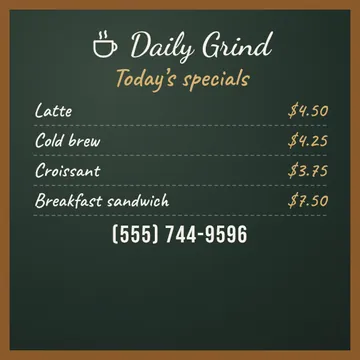 Daily Grind
Today's specials
Latte $4.50
Cold brew $4.25
Croissant $3.75
Breakfast sandwich $7.50
(555) 744-9596